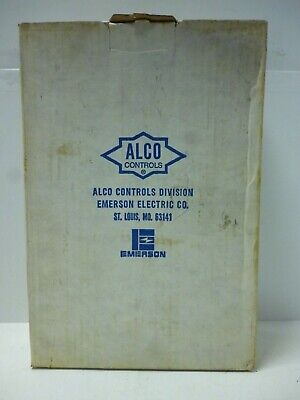 ALCO
CONTROLS
®
ALCO CONTROLS DIVISION
EMERSON ELECTRIC CO.
ST. LOUIS, MO. 63141
EMERSON